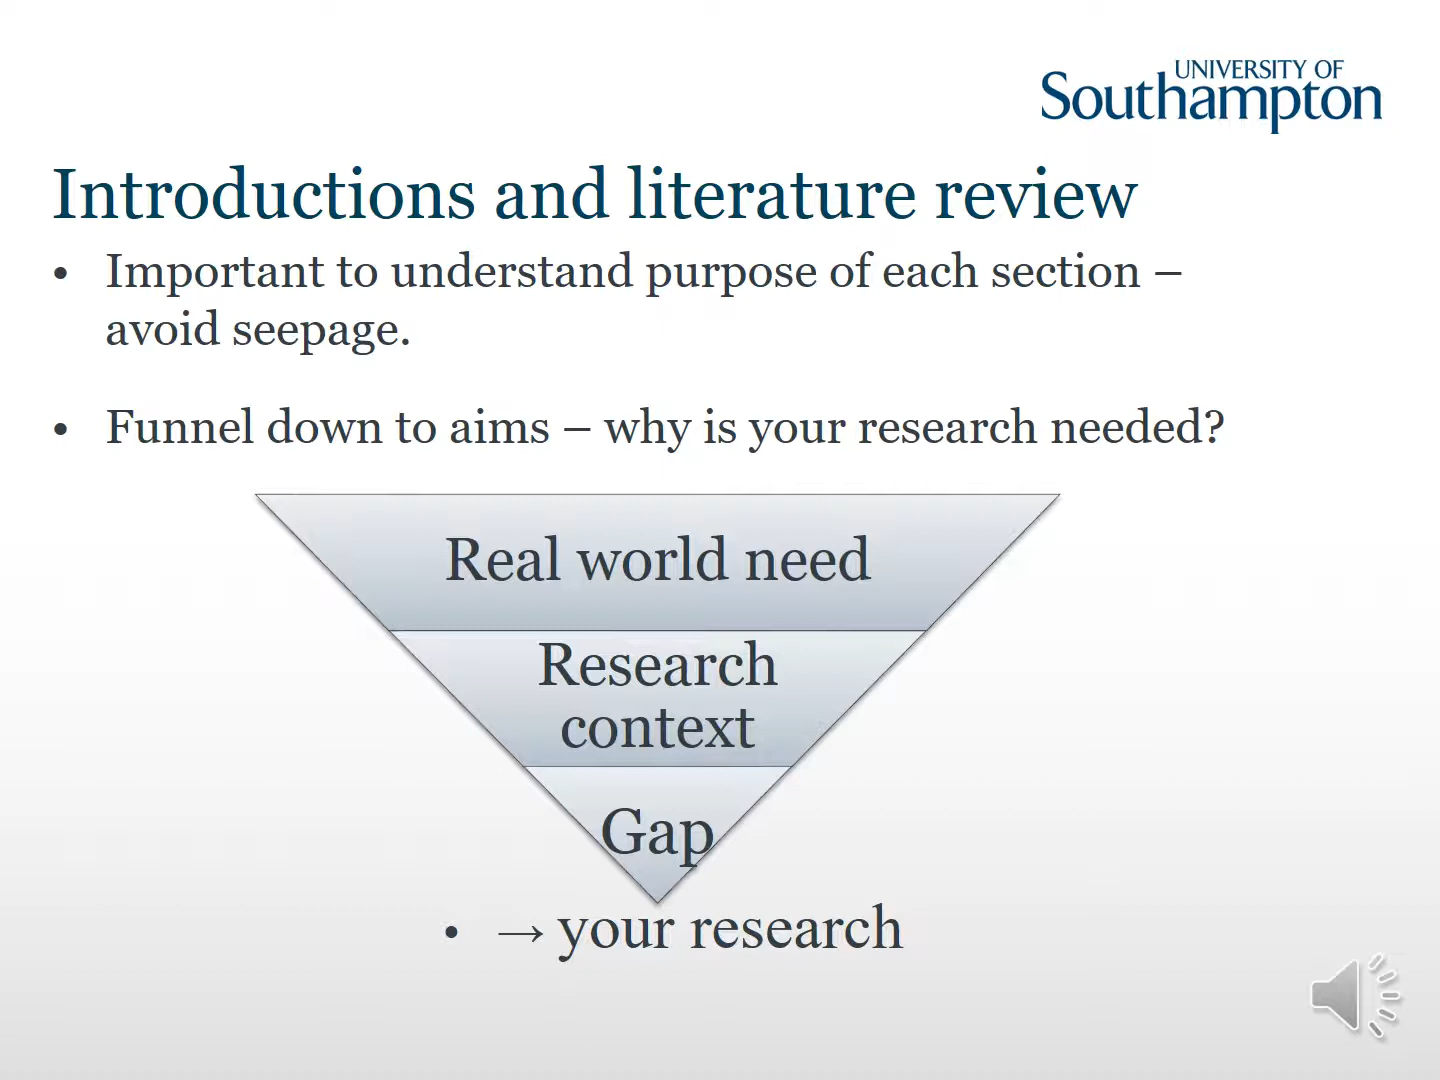 UNIVERSITY OF
Southampton
Introductions and literature review
• Important to understand purpose of each section –
avoid seepage.
• Funnel down to aims – why is your research needed?
Real world need
Research
context
Gap
• → your research